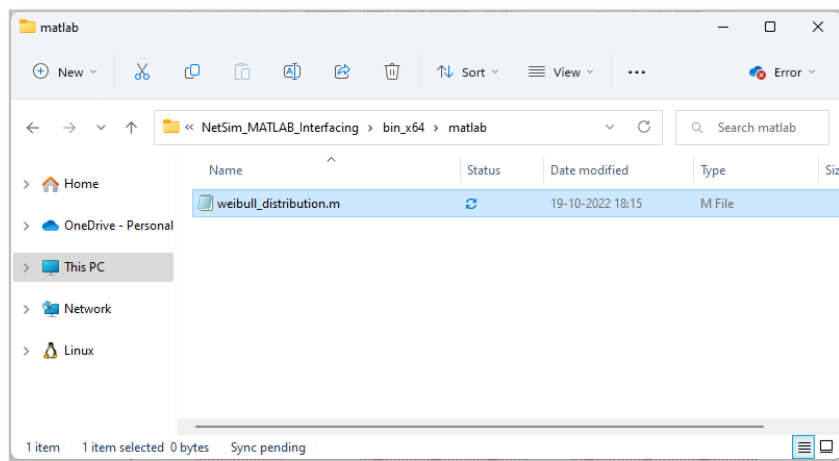 matlab
New Sort View ... Error
« NetSim_MATLAB_Interfacing > bin_x64 > matlab Search matlab
Name Status Date modified Type Siz
Home
weibull_distribution.m 19-10-2022 18:15 M File
OneDrive - Personal
This PC
Network
Linux
1 item 1 item selected 0 bytes Sync pending